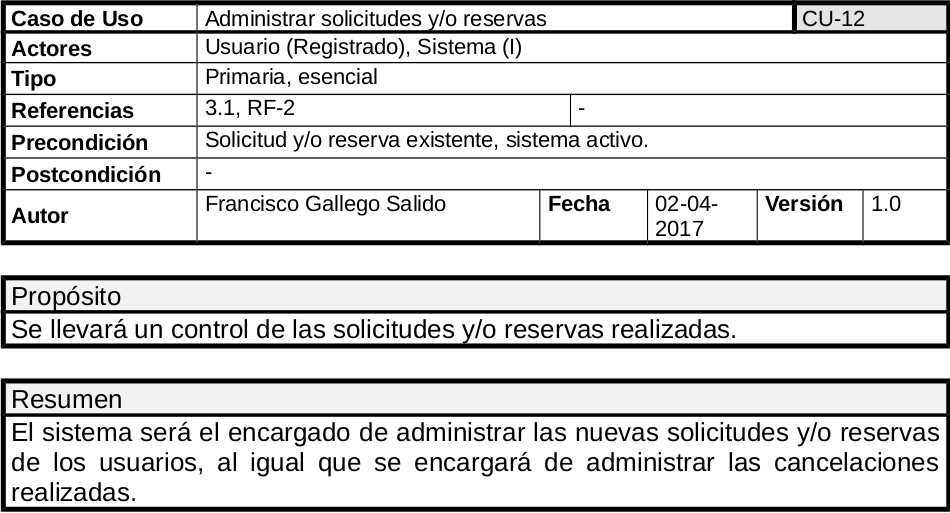 Caso de Uso Administrar solicitudes y/o reservas CU-12
Actores Usuario (Registrado), Sistema (I)
Tipo Primaria, esencial
Referencias 3.1, RF-2 -
Precondición Solicitud y/o reserva existente, sistema activo.
Postcondición -
Autor Francisco Gallego Salido Fecha 02-04-2017 Versión 1.0
Propósito
Se llevará un control de las solicitudes y/o reservas realizadas.
Resumen
El sistema será el encargado de administrar las nuevas solicitudes y/o reservas
de los usuarios, al igual que se encargará de administrar las cancelaciones
realizadas.